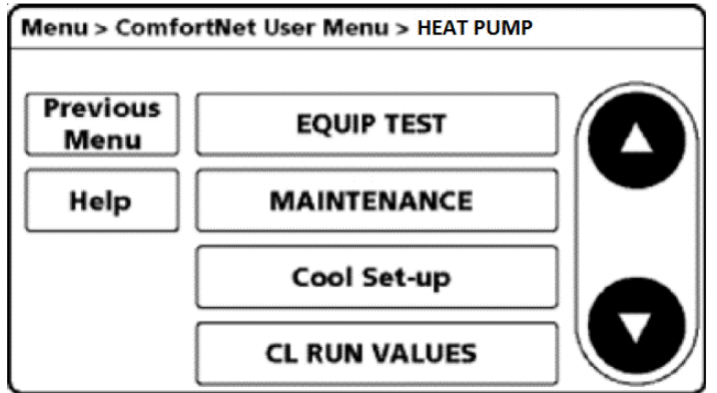 Menu > ComfortNet User Menu > HEAT PUMP
Previous
Menu
EQUIP TEST
Help
MAINTENANCE
Cool Set-up
CL RUN VALUES